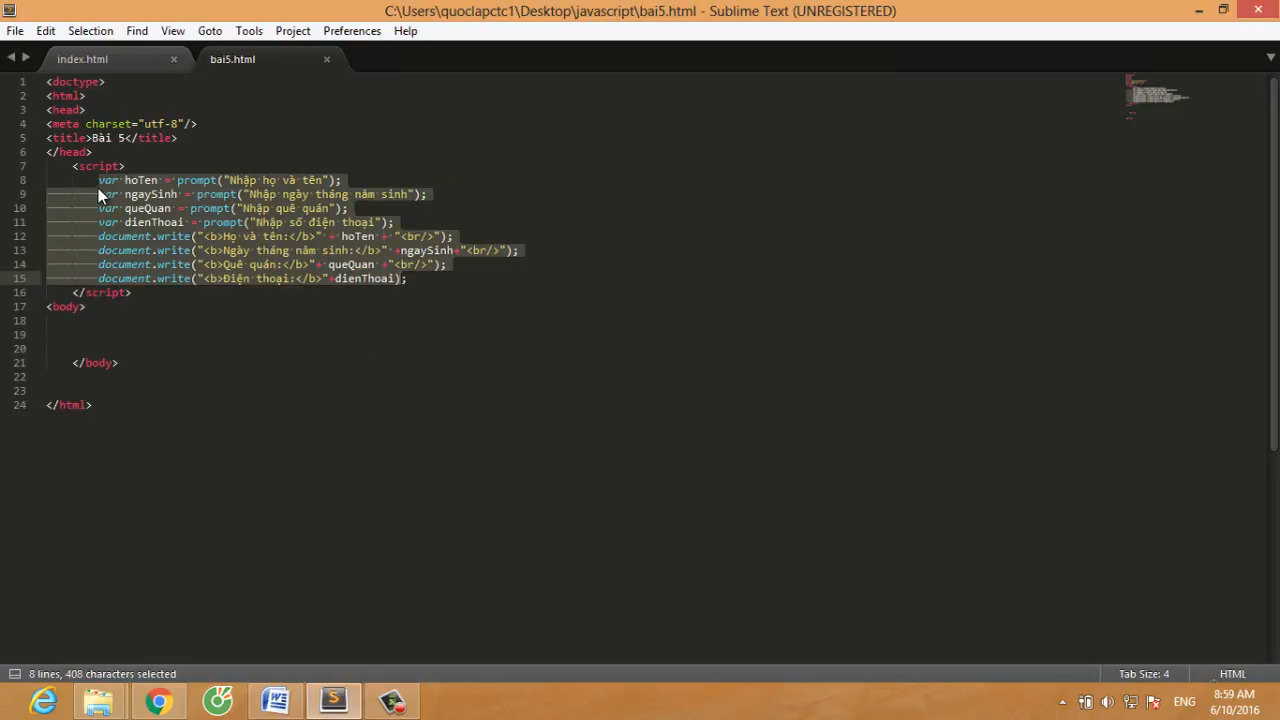 C:\Users\quoclapctc1\Desktop\javascript\bai5.html - Sublime Text (UNREGISTERED)
File Edit Selection Find View Goto Tools Project Preferences Help
index.html × bai5.html ×
1 <doctype>
2 <html>
3 <head>
4 <meta charset="utf-8"/>
5 <title>Bài 5</title>
6 </head>
7 <script>
8 var hoTen = prompt("Nhập họ và tên");
9 var ngaySinh = prompt("Nhập ngày tháng năm sinh");
10 var queQuan = prompt("Nhập quê quán");
11 var dienThoai = prompt("Nhập số điện thoại");
12 document.write("<b>Họ và tên:</b>" + hoTen + "<br/>");
13 document.write("<b>Ngày tháng năm sinh:</b>" +ngaySinh+"<br/>");
14 document.write("<b>Quê quán:</b>"+ queQuan +"<br/>");
15 document.write("<b>Điện thoại:</b>"+dienThoai);
16 </script>
17 <body>
18
19
20
21 </body>
22
23
24 </html>
8 lines, 408 characters selected Tab Size: 4 HTML
ENG 8:59 AM
6/10/2016